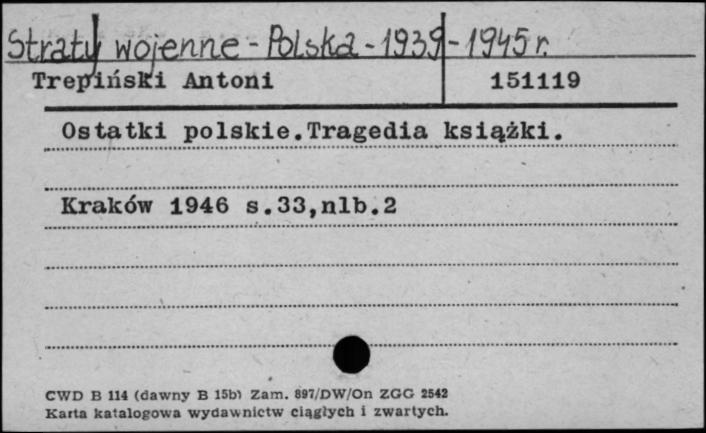 Straty wojenne - Polska - 1939 - 1945 r.
Trepiński Antoni 151119
Ostatki polskie.Tragedia książki.
Kraków 1946 s.33,nlb.2
CWD B 114 (dawny B 15b) Zam. 897/DW/On ZGG 2542
Karta katalogowa wydawnictw ciągłych i zwartych.